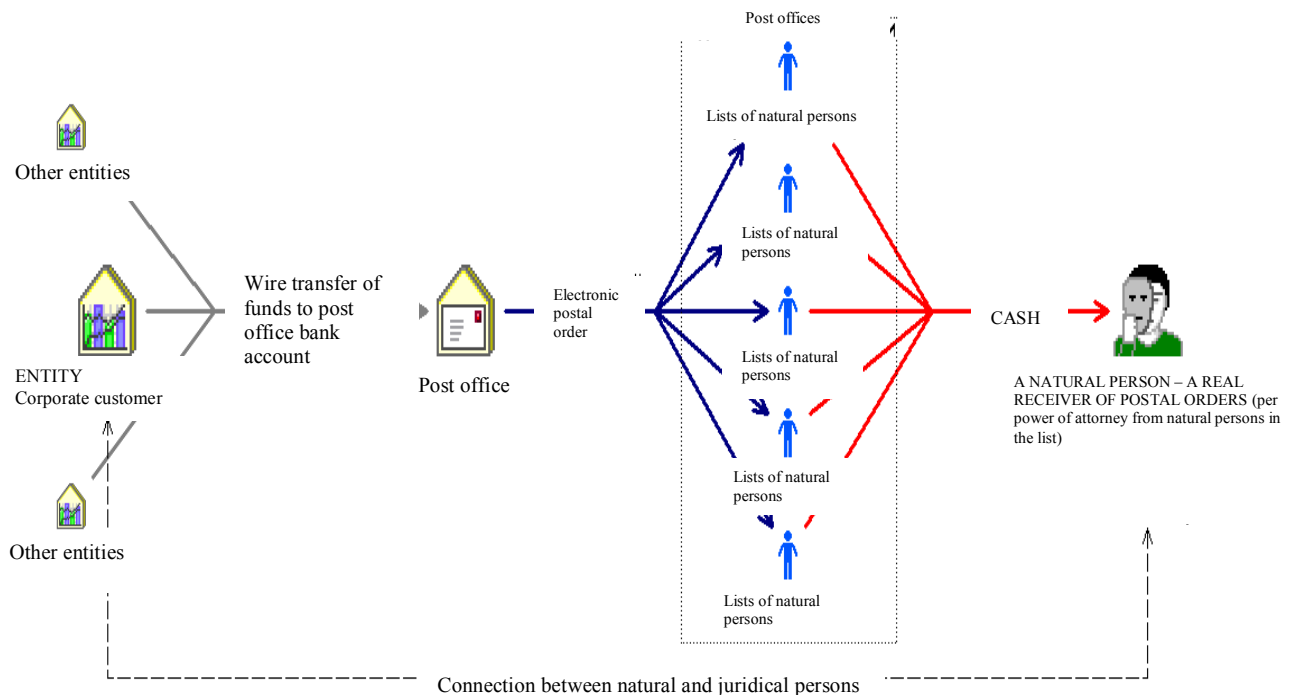 Post offices
Lists of natural persons
Other entities
Lists of natural
persons
Wire transfer of
funds to post
office bank
account
Electronic
postal
order
CASH
Lists of natural
persons
ENTITY
Corporate customer
Post office
A NATURAL PERSON – A REAL
RECEIVER OF POSTAL ORDERS (per
power of attorney from natural persons in
the list)
Lists of natural
persons
Other entities
Lists of natural
persons
Connection between natural and juridical persons